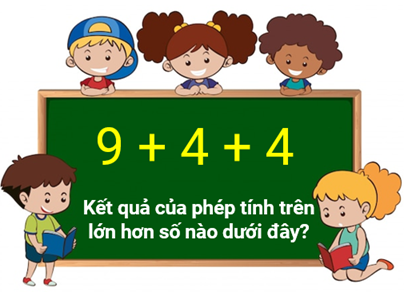 9 + 4 + 4
Kết quả của phép tính trên
lớn hơn số nào dưới đây?